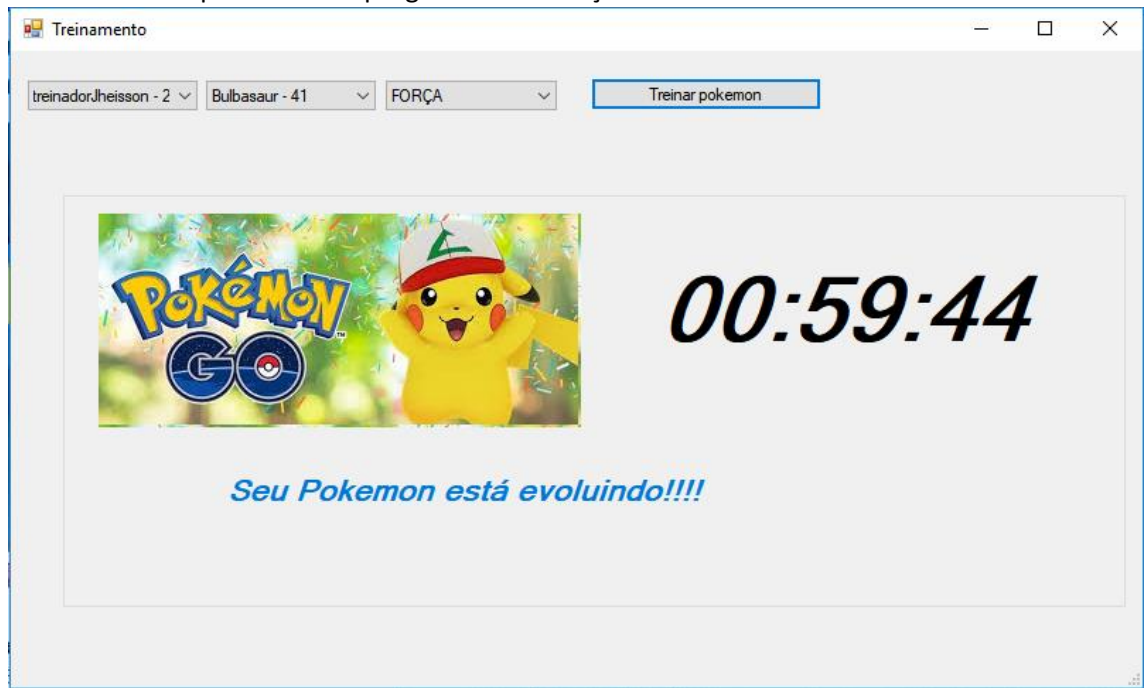 Treinamento
treinadorJheisson - 2
Bulbasaur - 41
FORÇA
Treinar pokemon
POKÉMON
GO
00:59:44
Seu Pokemon está evoluindo!!!!